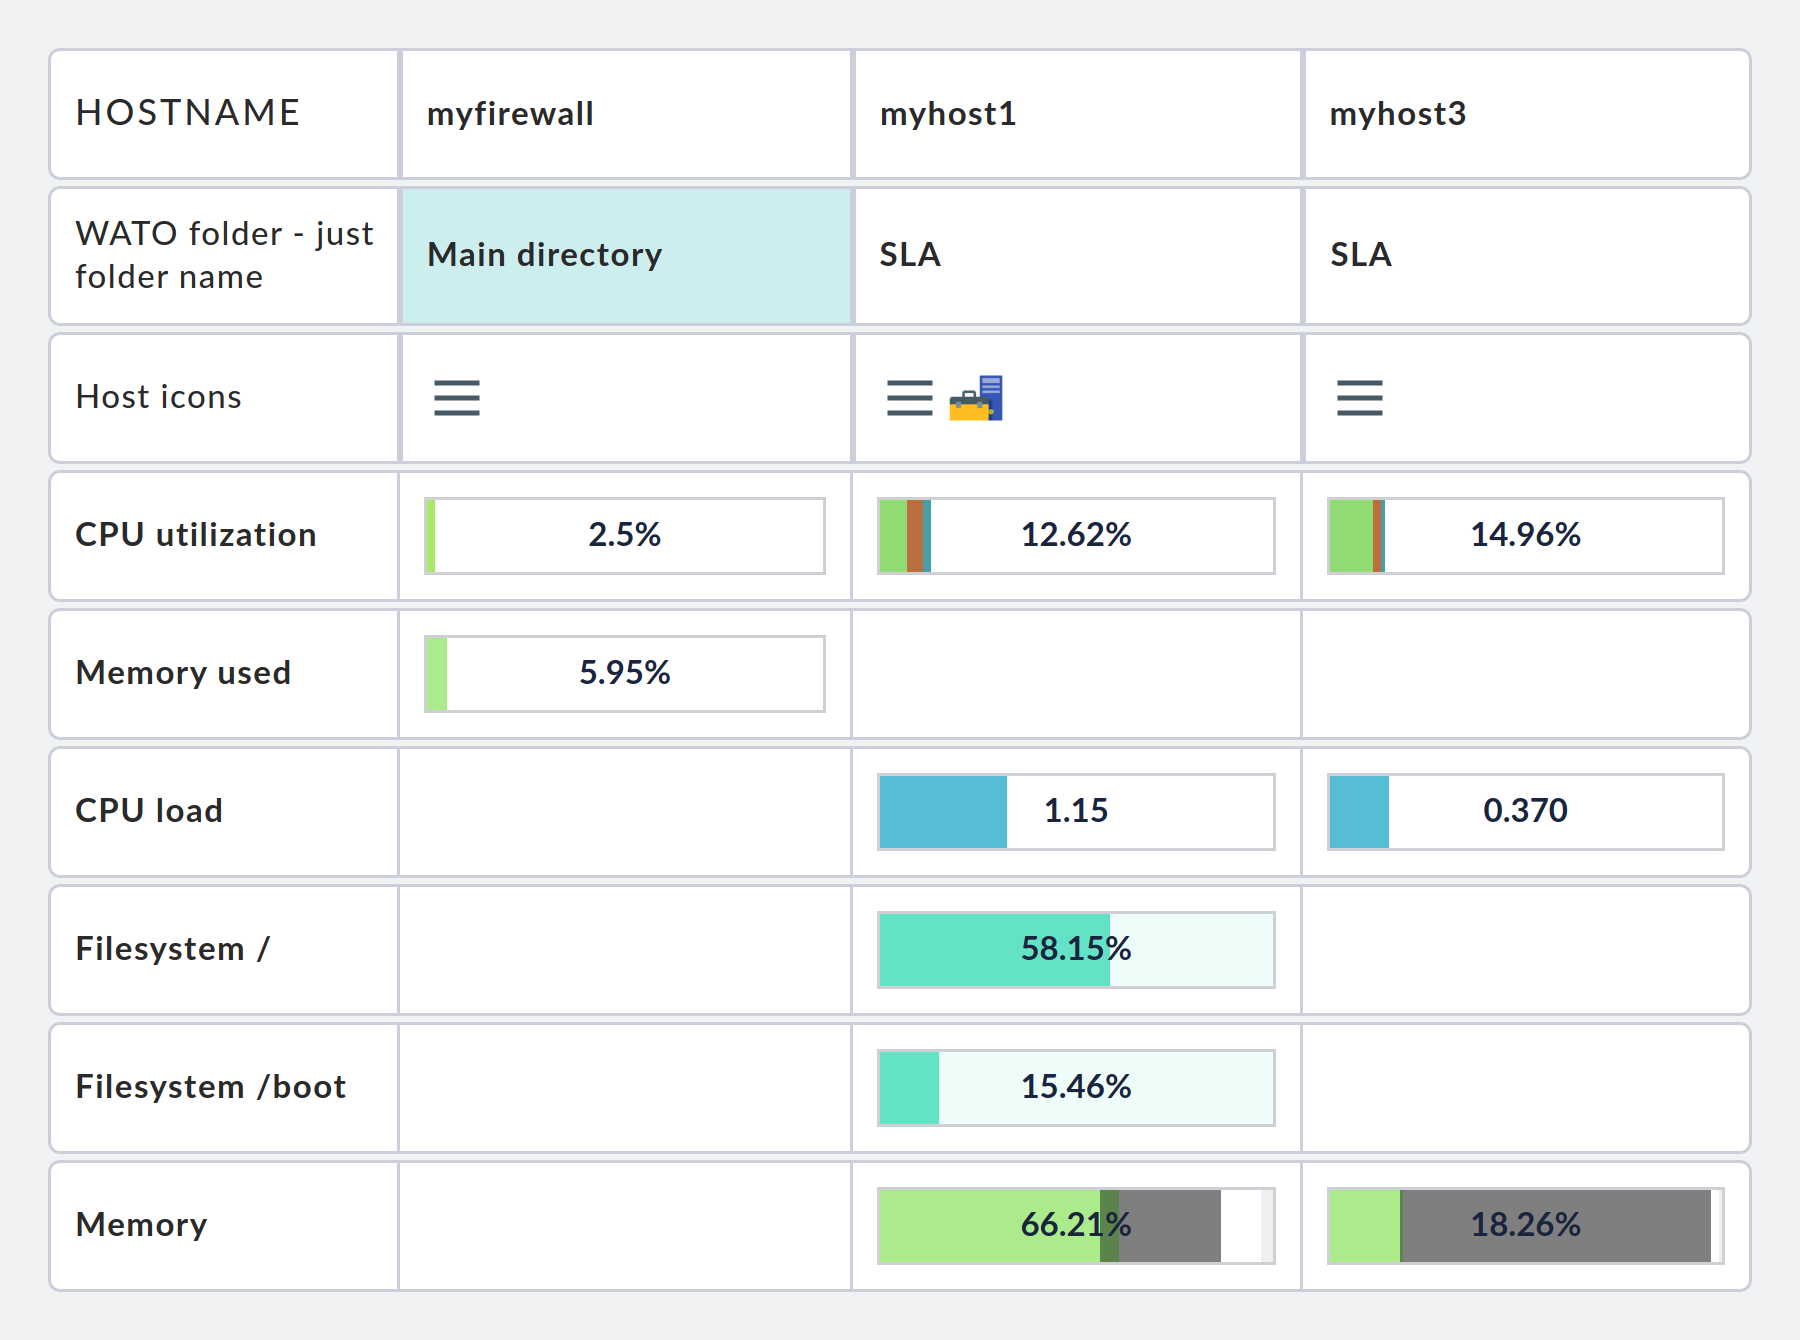 HOSTNAME myfirewall myhost1 myhost3
WATO folder - just
folder name
Main directory SLA SLA
Host icons
CPU utilization 2.5% 12.62% 14.96%
Memory used 5.95%
CPU load 1.15 0.370
Filesystem / 58.15%
Filesystem /boot 15.46%
Memory 66.21% 18.26%